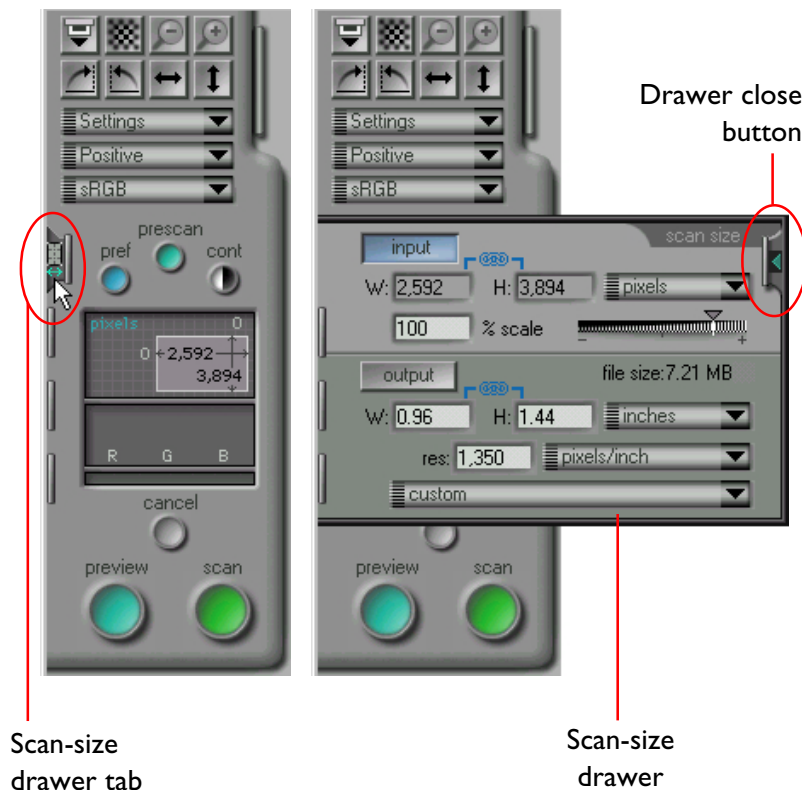 Settings
Positive
sRGB
prescan
pref
cont
pixels
0
0
2,592
3,894
R G B
cancel
preview scan
Settings
Positive
sRGB
Drawer close
button
scan size
input
W: 2,592 H: 3,894 pixels
100 % scale
- +
output file size:7.21 MB
W: 0.96 H: 1.44 inches
res: 1,350 pixels/inch
custom
preview scan
Scan-size
drawer tab
Scan-size
drawer